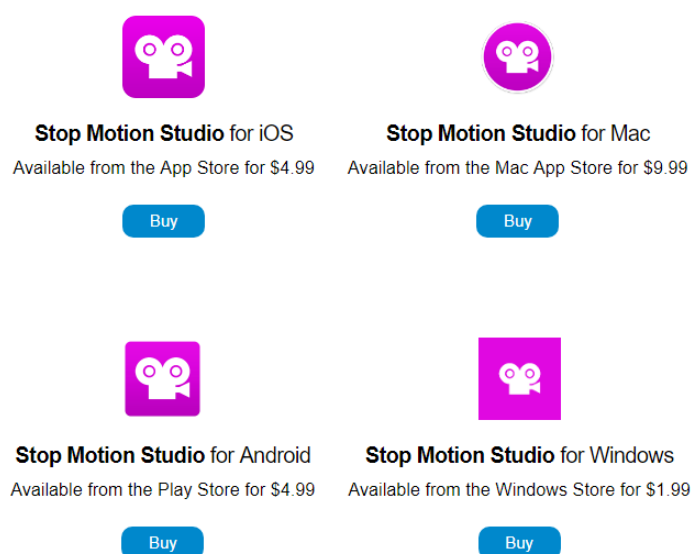 Stop Motion Studio for iOS
Available from the App Store for $4.99
Buy
Stop Motion Studio for Mac
Available from the Mac App Store for $9.99
Buy
Stop Motion Studio for Android
Available from the Play Store for $4.99
Buy
Stop Motion Studio for Windows
Available from the Windows Store for $1.99
Buy